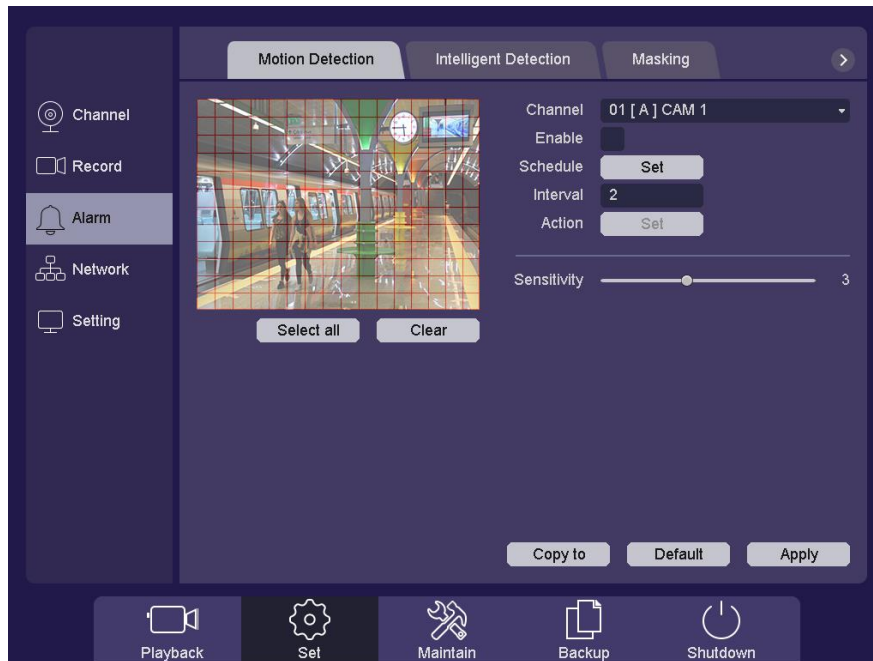 Motion Detection
Intelligent Detection
Masking
Channel
Record
Alarm
Network
Setting
Channel 01 [ A ] CAM 1
Enable
Schedule Set
Interval 2
Action Set
Sensitivity 3
Select all
Clear
Copy to
Default
Apply
Playback
Set
Maintain
Backup
Shutdown